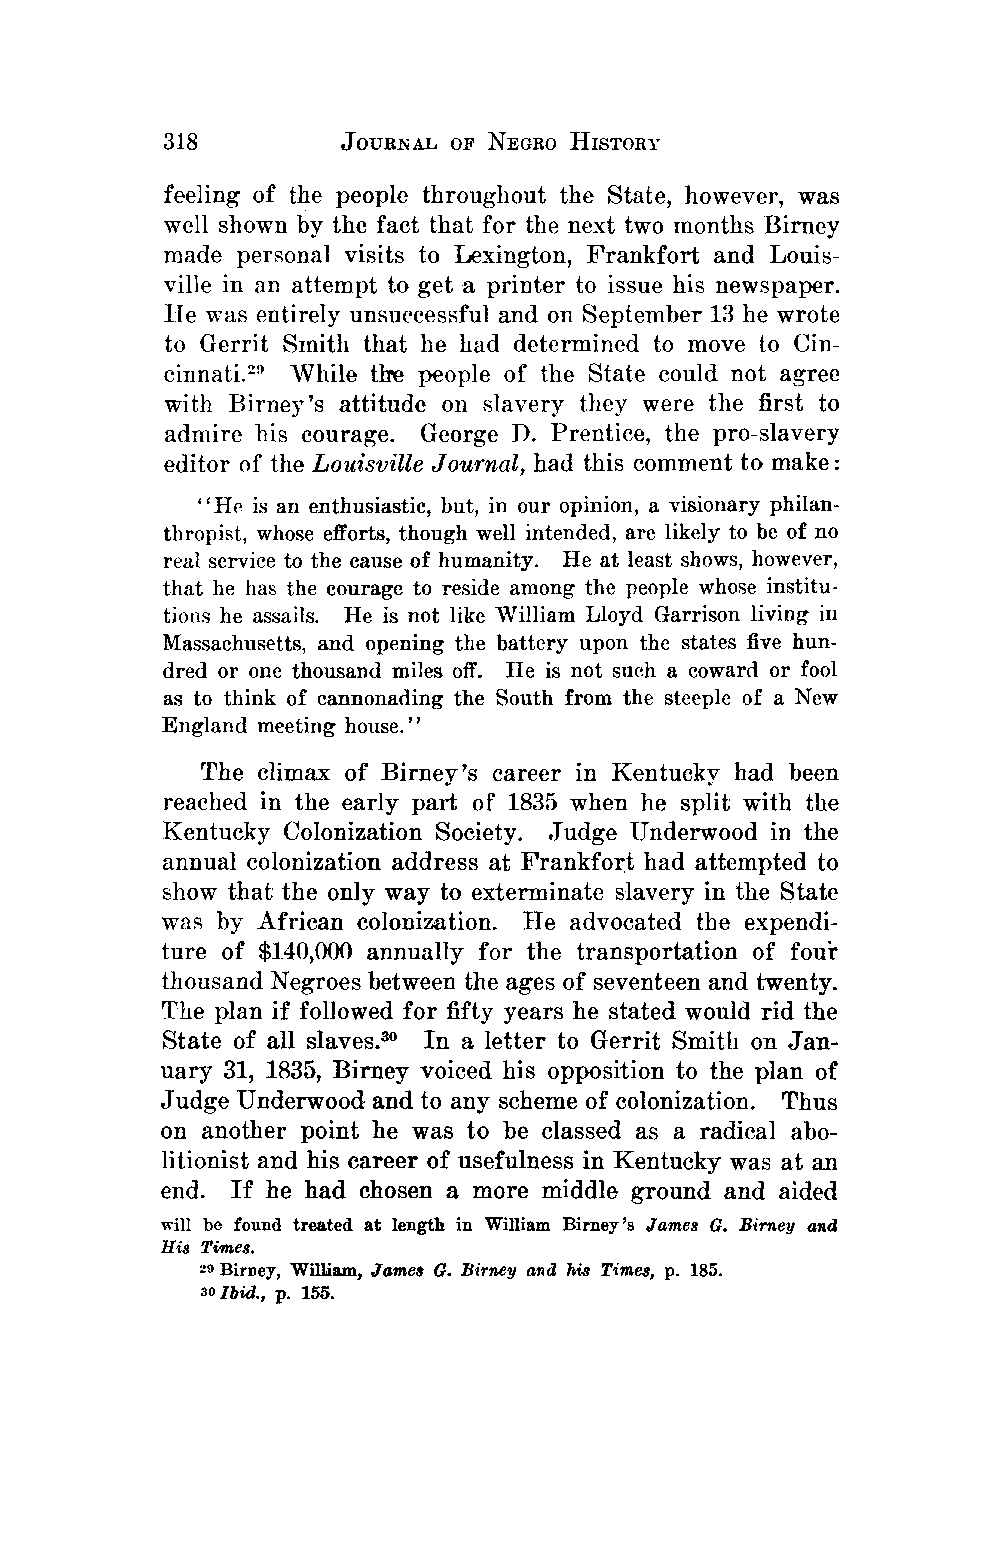 318 JOURNAL OF NEGRO HISTORY
feeling of the people throughout the State, however, was
well shown by the fact that for the next two months Birney
made personal visits to Lexington, Frankfort and Louis-
ville in an attempt to get a printer to issue his newspaper.
He was entirely unsuccessful and on September 13 he wrote
to Gerrit Smith that he had determined to move to Cin-
cinnati.²⁹ While the people of the State could not agree
with Birney's attitude on slavery they were the first to
admire his courage. George D. Prentice, the pro-slavery
editor of the Louisville Journal, had this comment to make:
"He is an enthusiastic, but, in our opinion, a visionary philan-
thropist, whose efforts, though well intended, are likely to be of no
real service to the cause of humanity. He at least shows, however,
that he has the courage to reside among the people whose institu-
tions he assails. He is not like William Lloyd Garrison living in
Massachusetts, and opening the battery upon the states five hun-
dred or one thousand miles off. He is not such a coward or fool
as to think of cannonading the South from the steeple of a New
England meeting house."
The climax of Birney's career in Kentucky had been
reached in the early part of 1835 when he split with the
Kentucky Colonization Society. Judge Underwood in the
annual colonization address at Frankfort had attempted to
show that the only way to exterminate slavery in the State
was by African colonization. He advocated the expendi-
ture of $140,000 annually for the transportation of four
thousand Negroes between the ages of seventeen and twenty.
The plan if followed for fifty years he stated would rid the
State of all slaves.³⁰ In a letter to Gerrit Smith on Jan-
uary 31, 1835, Birney voiced his opposition to the plan of
Judge Underwood and to any scheme of colonization. Thus
on another point he was to be classed as a radical abo-
litionist and his career of usefulness in Kentucky was at an
end. If he had chosen a more middle ground and aided
will be found treated at length in William Birney's James G. Birney and
His Times.
²⁹ Birney, William, James G. Birney and his Times, p. 185.
³⁰ Ibid., p. 155.